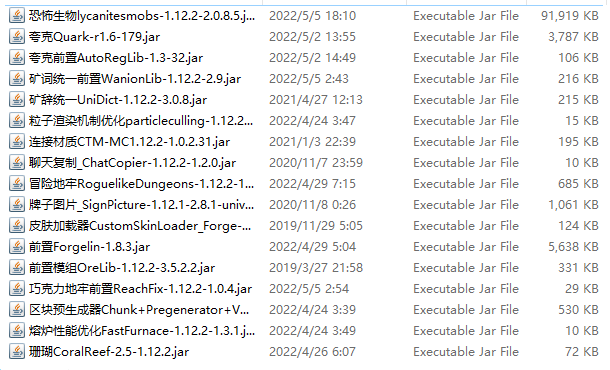 恐怖生物lycanitesmobs-1.12.2-2.0.8.5.j... 2022/5/5 18:10 Executable Jar File 91,919 KB
夸克Quark-r1.6-179.jar 2022/5/2 13:55 Executable Jar File 3,787 KB
夸克前置AutoRegLib-1.3-32.jar 2022/5/2 14:49 Executable Jar File 106 KB
矿词统一前置WanionLib-1.12.2-2.9.jar 2022/5/5 2:43 Executable Jar File 216 KB
矿辞统一UniDict-1.12.2-3.0.8.jar 2021/4/27 12:13 Executable Jar File 215 KB
粒子渲染机制优化particleculling-1.12.2... 2022/4/24 3:47 Executable Jar File 15 KB
连接材质CTM-MC1.12.2-1.0.2.31.jar 2021/1/3 22:39 Executable Jar File 195 KB
聊天复制_ChatCopier-1.12.2-1.2.0.jar 2020/11/7 23:59 Executable Jar File 10 KB
冒险地牢RoguelikeDungeons-1.12.2-1... 2022/4/29 7:15 Executable Jar File 685 KB
牌子图片_SignPicture-1.12.1-2.8.1-univ... 2020/11/8 0:26 Executable Jar File 1,061 KB
皮肤加载器CustomSkinLoader_Forge-... 2019/11/29 5:05 Executable Jar File 124 KB
前置Forgelin-1.8.3.jar 2022/4/29 5:04 Executable Jar File 5,638 KB
前置模组OreLib-1.12.2-3.5.2.2.jar 2019/3/27 21:58 Executable Jar File 331 KB
巧克力地牢前置ReachFix-1.12.2-1.0.4.jar 2022/5/5 2:54 Executable Jar File 29 KB
区块预生成器Chunk+Pregenerator+V... 2022/4/24 3:39 Executable Jar File 530 KB
熔炉性能优化FastFurnace-1.12.2-1.3.1.j... 2022/4/24 3:49 Executable Jar File 10 KB
珊瑚CoralReef-2.5-1.12.2.jar 2022/4/26 6:07 Executable Jar File 72 KB